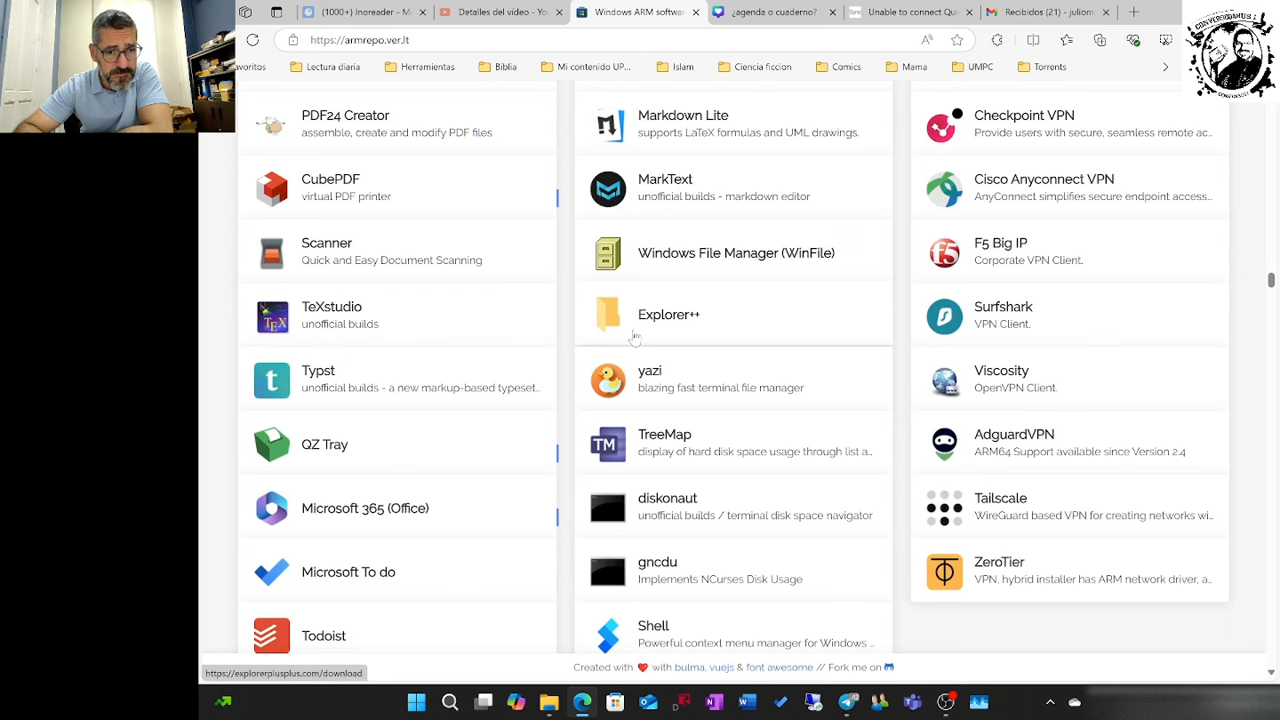 (1000+) Inoreader - M
Detalles del vídeo - Yo
Windows ARM softwar
¿agenda o cuaderno?
Unable to connect Que
Recibidos (21) - juliom
https://armrepo.ver.lt
CONVERSODAMOS 1
avoritos
Lectura diaria
Herramientas
Biblia
Mi contenido UP...
Islam
Ciencia ficcion
Comics
Mama
UMPC
Torrents
PDF24 Creator
assemble, create and modify PDF files
CubePDF
virtual PDF printer
Scanner
Quick and Easy Document Scanning
TeXstudio
unofficial builds
Typst
unofficial builds - a new markup-based typeset...
QZ Tray
Microsoft 365 (Office)
Microsoft To do
Todoist
Markdown Lite
supports LaTeX formulas and UML drawings.
MarkText
unofficial builds - markdown editor
Windows File Manager (WinFile)
Explorer++
yazi
blazing fast terminal file manager
TM
TreeMap
display of hard disk space usage through list a...
diskonaut
unofficial builds / terminal disk space navigator
gncdu
Implements NCurses Disk Usage
Shell
Powerful context menu manager for Windows ...
Checkpoint VPN
Provide users with secure, seamless remote ac...
Cisco Anyconnect VPN
AnyConnect simplifies secure endpoint access...
F5 Big IP
Corporate VPN Client.
Surfshark
VPN Client.
Viscosity
OpenVPN Client.
AdguardVPN
ARM64 Support available since Version 2.4
Tailscale
WireGuard based VPN for creating networks wi...
ZeroTier
VPN, hybrid installer has ARM network driver, a...
https://explorerplusplus.com/download
Created with ❤ with bulma, vuejs & font awesome // Fork me on